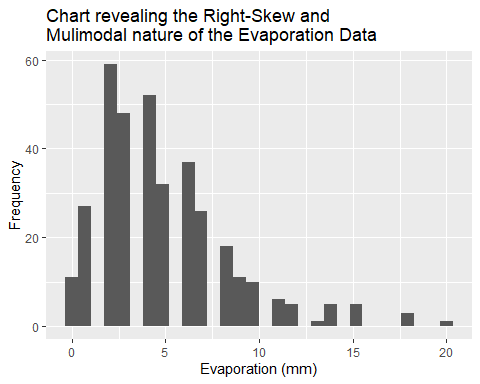 Chart revealing the Right-Skew and
Mulimodal nature of the Evaporation Data
Frequency
60
40
20
0
0 5 10 15 20
Evaporation (mm)